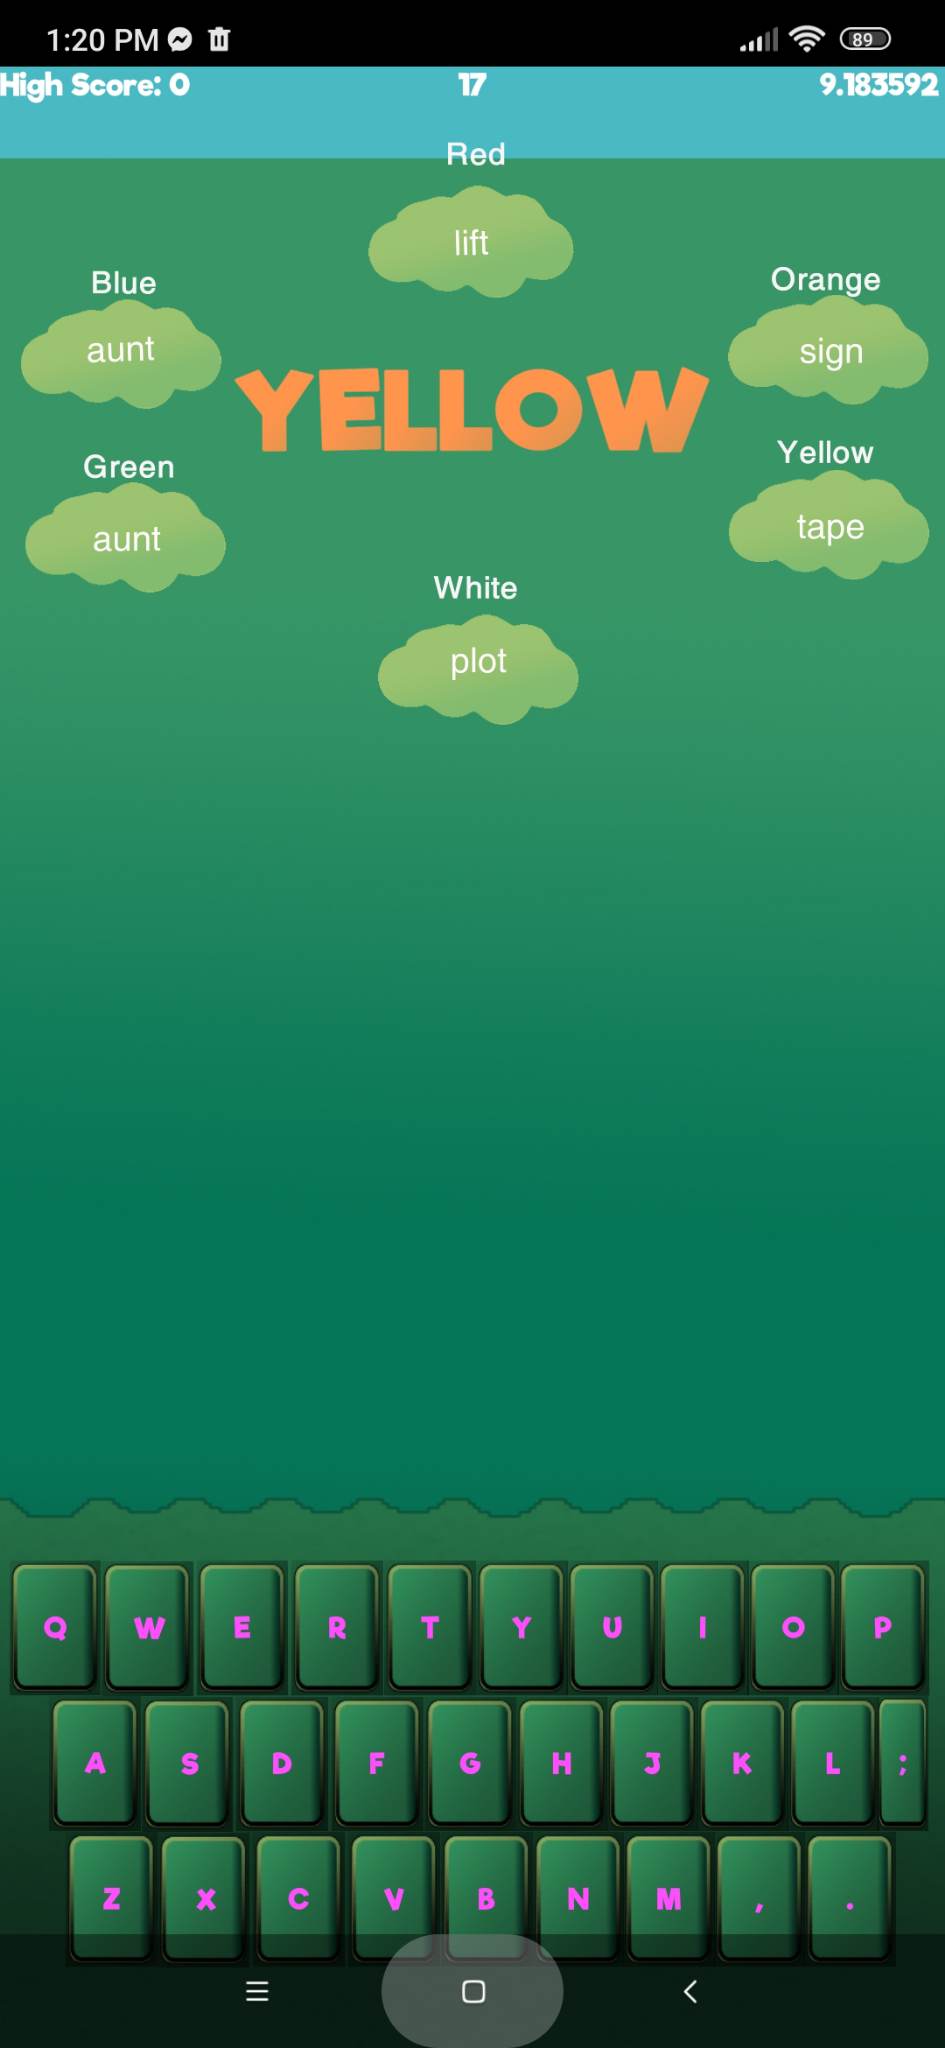 1:20 PM
89
High Score: 0 17 9.183592
Red
lift
Blue
aunt
Orange
sign
YELLOW
Green
aunt
Yellow
tape
White
plot
Q W E R T Y U I O P
A S D F G H J K L ;
Z X C V B N M , .